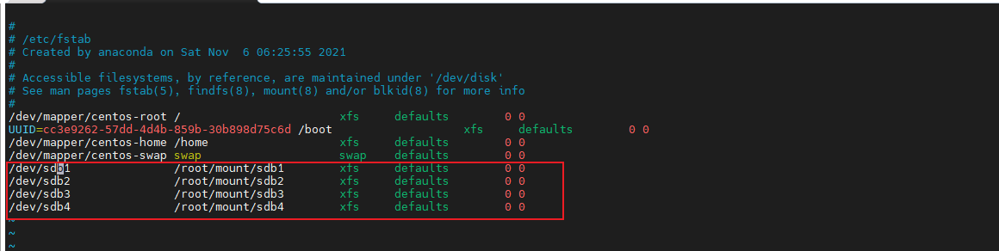 #
# /etc/fstab
# Created by anaconda on Sat Nov  6 06:25:55 2021
#
# Accessible filesystems, by reference, are maintained under '/dev/disk'
# See man pages fstab(5), findfs(8), mount(8) and/or blkid(8) for more info
#
/dev/mapper/centos-root /                       xfs     defaults        0 0
UUID=cc3e9262-57dd-4d4b-859b-30b898d75c6d /boot                   xfs     defaults        0 0
/dev/mapper/centos-home /home                   xfs     defaults        0 0
/dev/mapper/centos-swap swap                    swap    defaults        0 0
/dev/sdb1               /root/mount/sdb1        xfs     defaults        0 0
/dev/sdb2               /root/mount/sdb2        xfs     defaults        0 0
/dev/sdb3               /root/mount/sdb3        xfs     defaults        0 0
/dev/sdb4               /root/mount/sdb4        xfs     defaults        0 0
~
~
~